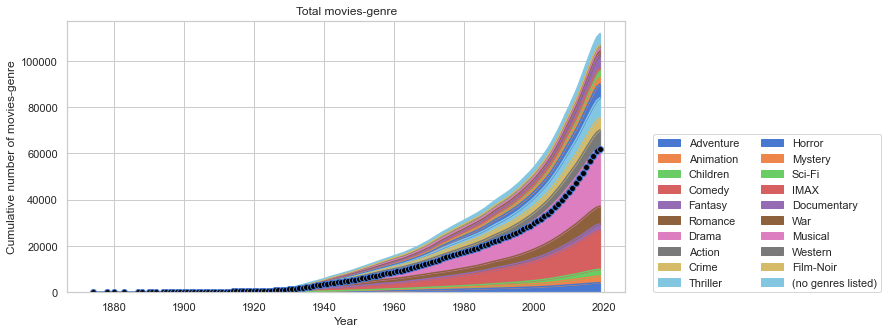 Total movies-genre
Cumulative number of movies-genre
100000
80000
60000
40000
20000
0
1880 1900 1920 1940 1960 1980 2000 2020
Year
Adventure
Animation
Children
Comedy
Fantasy
Romance
Drama
Action
Crime
Thriller
Horror
Mystery
Sci-Fi
IMAX
Documentary
War
Musical
Western
Film-Noir
(no genres listed)